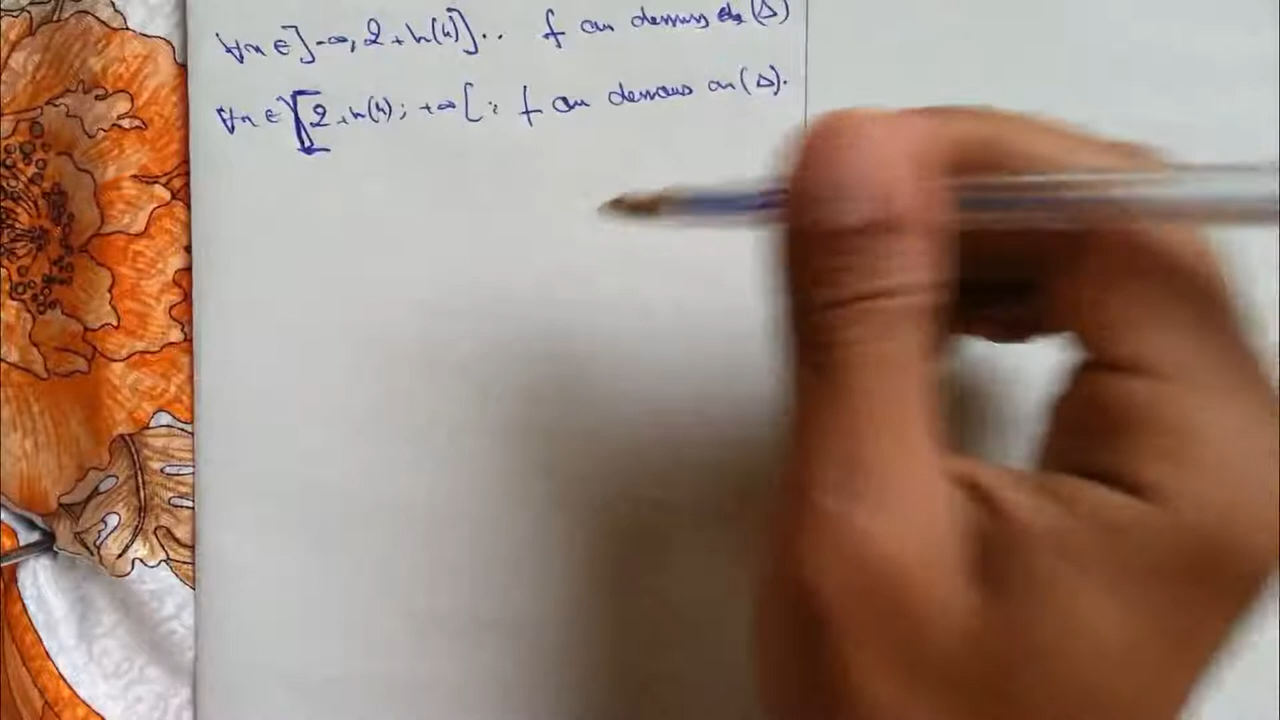 ∀x ∈ ]-∞, 2+ln(4)] .. f au dessus de (Δ)
∀x ∈ [2+ln(4); +∞[ : f au dessous de (Δ).